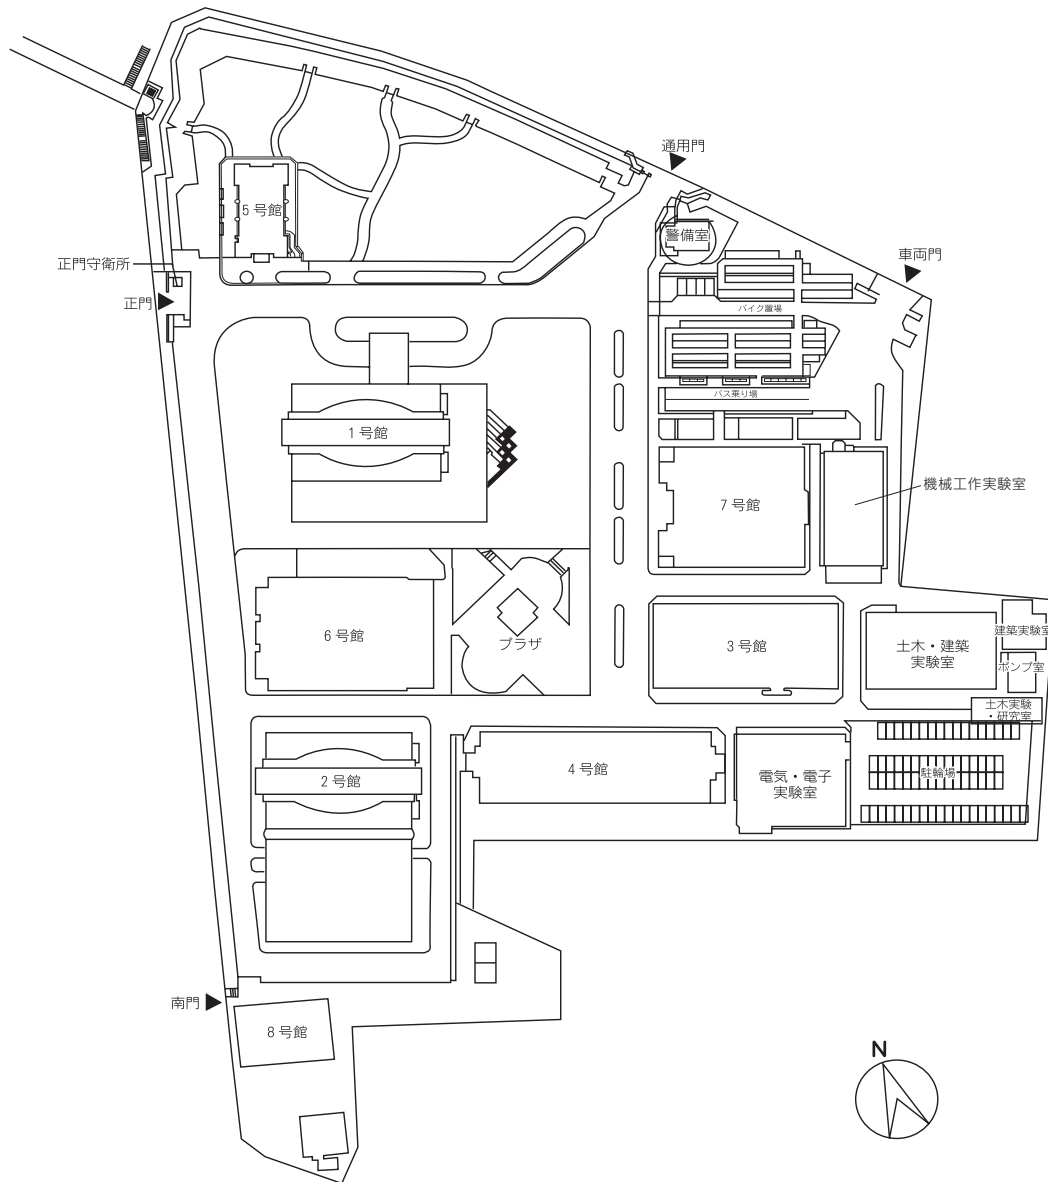 通用門
5 号館
警備室
正門守衛所
車両門
正門
バイク置場
バス乗り場
1 号館
機械工作実験室
7 号館
建築実験室
6 号館
プラザ
3 号館
土木・建築
実験室
ポンプ室
土木実験
・研究室
4 号館
2 号館
電気・電子
実験室
駐輪場
南門
8 号館
N